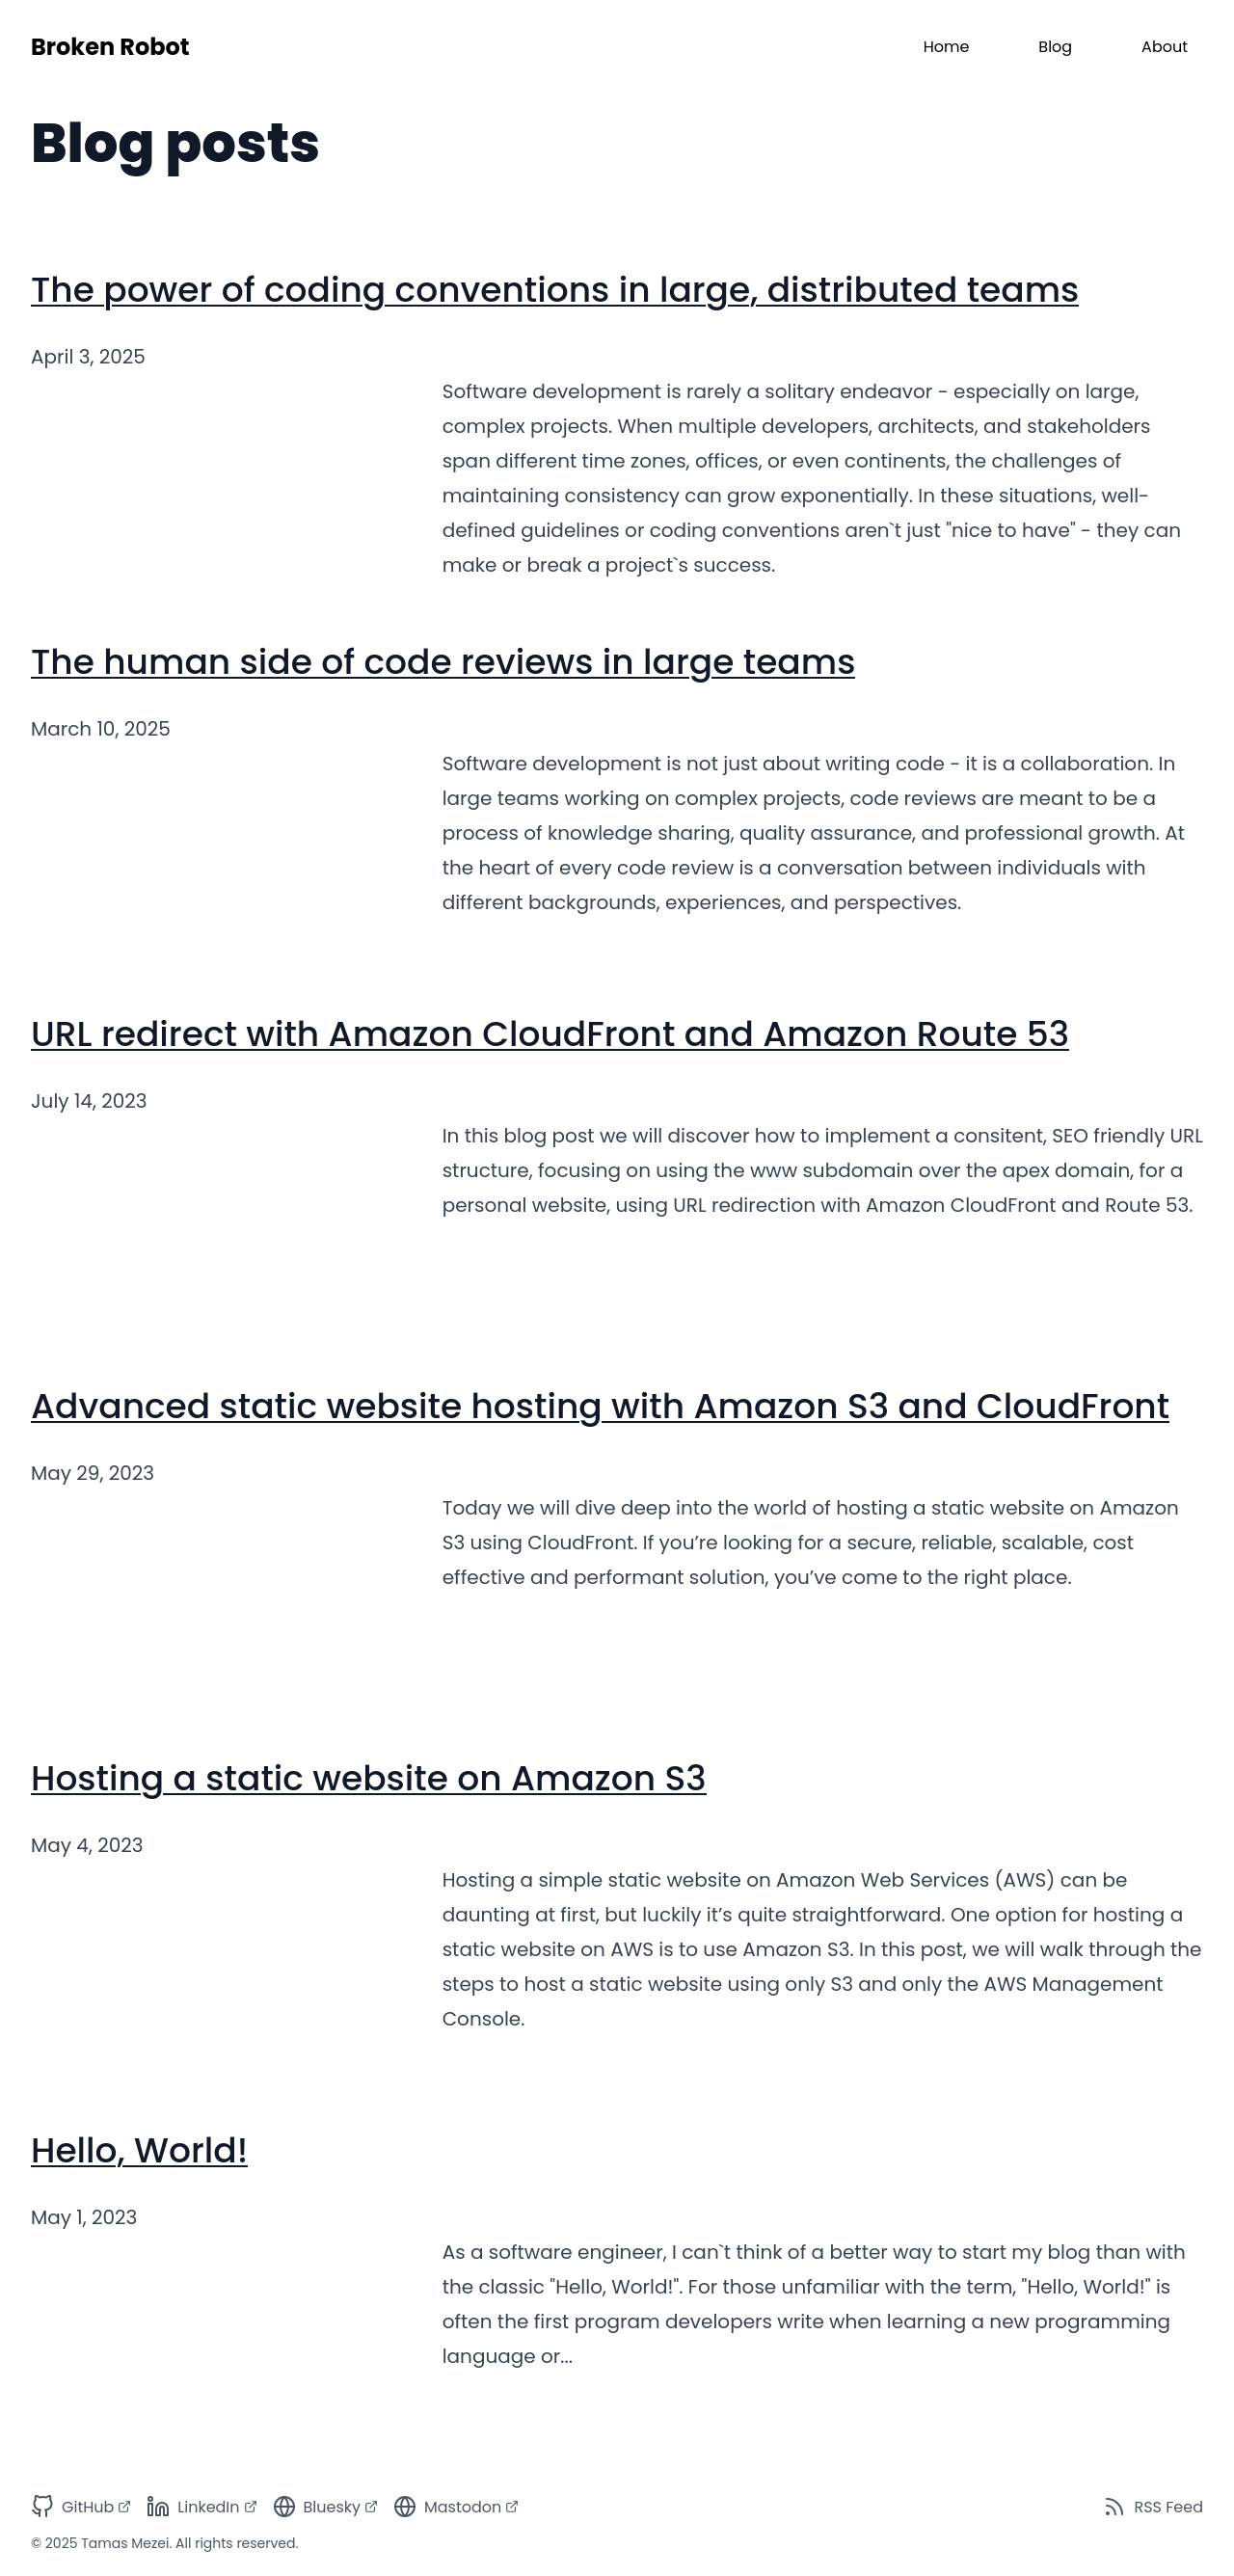 Broken Robot
Home
Blog
About
Blog posts
The power of coding conventions in large, distributed teams
April 3, 2025
Software development is rarely a solitary endeavor - especially on large,
complex projects. When multiple developers, architects, and stakeholders
span different time zones, offices, or even continents, the challenges of
maintaining consistency can grow exponentially. In these situations, well-
defined guidelines or coding conventions aren`t just "nice to have" - they can
make or break a project`s success.
The human side of code reviews in large teams
March 10, 2025
Software development is not just about writing code - it is a collaboration. In
large teams working on complex projects, code reviews are meant to be a
process of knowledge sharing, quality assurance, and professional growth. At
the heart of every code review is a conversation between individuals with
different backgrounds, experiences, and perspectives.
URL redirect with Amazon CloudFront and Amazon Route 53
July 14, 2023
In this blog post we will discover how to implement a consitent, SEO friendly URL
structure, focusing on using the www subdomain over the apex domain, for a
personal website, using URL redirection with Amazon CloudFront and Route 53.
Advanced static website hosting with Amazon S3 and CloudFront
May 29, 2023
Today we will dive deep into the world of hosting a static website on Amazon
S3 using CloudFront. If you’re looking for a secure, reliable, scalable, cost
effective and performant solution, you’ve come to the right place.
Hosting a static website on Amazon S3
May 4, 2023
Hosting a simple static website on Amazon Web Services (AWS) can be
daunting at first, but luckily it’s quite straightforward. One option for hosting a
static website on AWS is to use Amazon S3. In this post, we will walk through the
steps to host a static website using only S3 and only the AWS Management
Console.
Hello, World!
May 1, 2023
As a software engineer, I can`t think of a better way to start my blog than with
the classic "Hello, World!". For those unfamiliar with the term, "Hello, World!" is
often the first program developers write when learning a new programming
language or...
GitHub
LinkedIn
Bluesky
Mastodon
RSS Feed
© 2025 Tamas Mezei. All rights reserved.